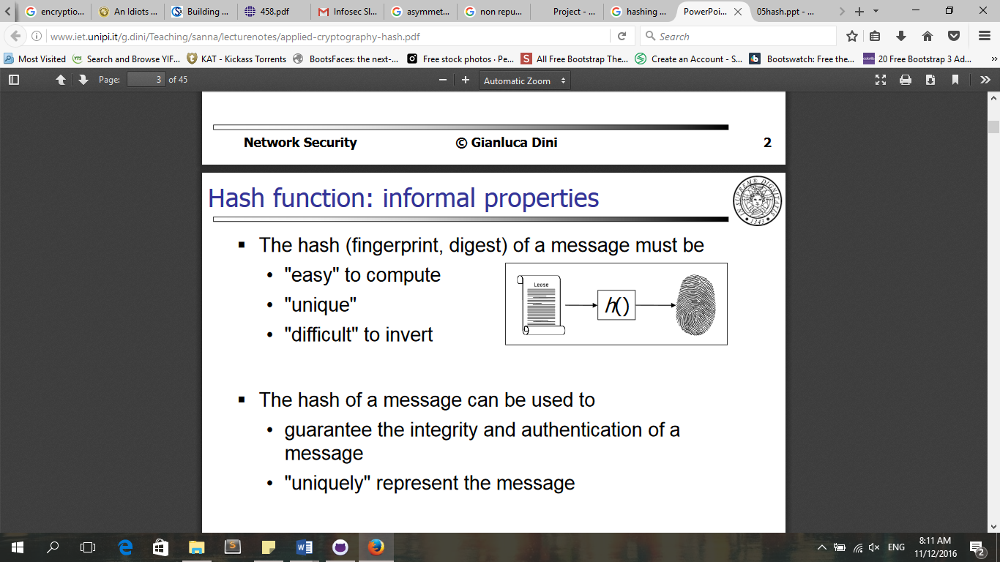 encryptio...
An Idiots ...
Building ...
458.pdf
Infosec Sl...
asymmet...
non repu...
Project - ...
hashing ...
PowerPoi...
05hash.ppt - ...
www.iet.unipi.it/g.dini/Teaching/sanna/lecturenotes/applied-cryptography-hash.pdf
Search
Most Visited
Search and Browse YIF...
KAT - Kickass Torrents
BootsFaces: the next-...
Free stock photos · Pe...
All Free Bootstrap The...
Create an Account - S...
Bootswatch: Free the...
20 Free Bootstrap 3 Ad...
Page: 3 of 45
Automatic Zoom
Network Security © Gianluca Dini 2
Hash function: informal properties
The hash (fingerprint, digest) of a message must be
"easy" to compute
"unique"
"difficult" to invert
Lease
h()
The hash of a message can be used to
guarantee the integrity and authentication of a
message
"uniquely" represent the message
ENG
8:11 AM
11/12/2016
2